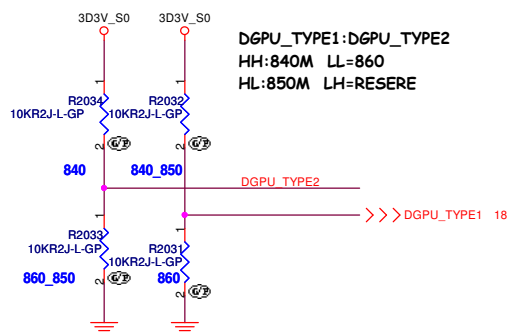 3D3V_S0 3D3V_S0
DGPU_TYPE1:DGPU_TYPE2
HH:840M LL=860
HL:850M LH=RESERE
1 1
R2034 R2032
10KR2J-L-GP 10KR2J-L-GP
2 G/P 2 G/P
840 840_850
DGPU_TYPE2
DGPU_TYPE1 18
1 1
R2033 R2031
10KR2J-L-GP 10KR2J-L-GP
860_850 860
2 G/P 2 G/P